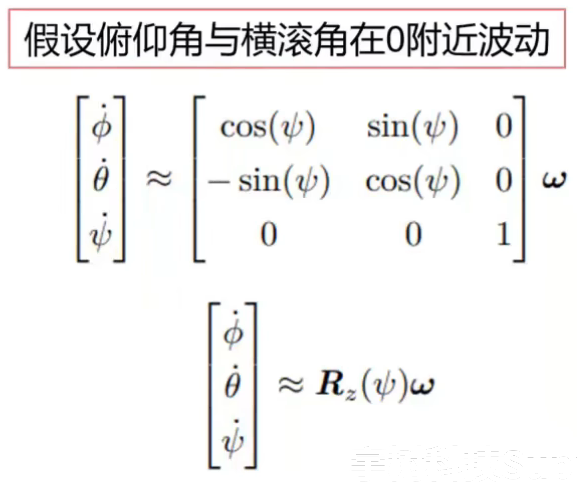 假设俯仰角与横滚角在0附近波动
$$\begin{bmatrix} \dot{\phi} \\ \dot{\theta} \\ \dot{\psi} \end{bmatrix} \approx \begin{bmatrix} \cos(\psi) & \sin(\psi) & 0 \\ -\sin(\psi) & \cos(\psi) & 0 \\ 0 & 0 & 1 \end{bmatrix} \boldsymbol{\omega}$$
$$\begin{bmatrix} \dot{\phi} \\ \dot{\theta} \\ \dot{\psi} \end{bmatrix} \approx \boldsymbol{R}_z(\psi)\boldsymbol{\omega}$$